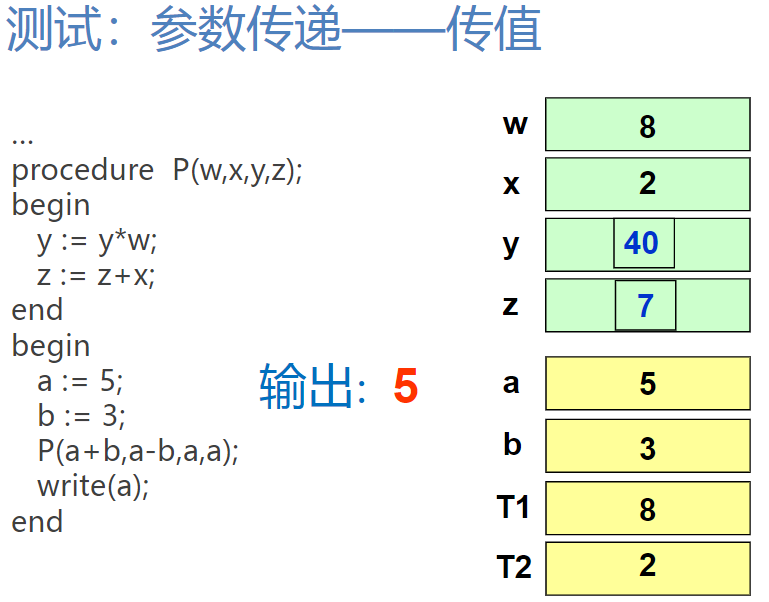 测试：参数传递——传值
...
procedure P(w,x,y,z);
begin
y := y*w;
z := z+x;
end
begin
a := 5;
b := 3;
P(a+b,a-b,a,a);
write(a);
end
输出: 5
w 8
x 2
y 40
z 7
a 5
b 3
T1 8
T2 2